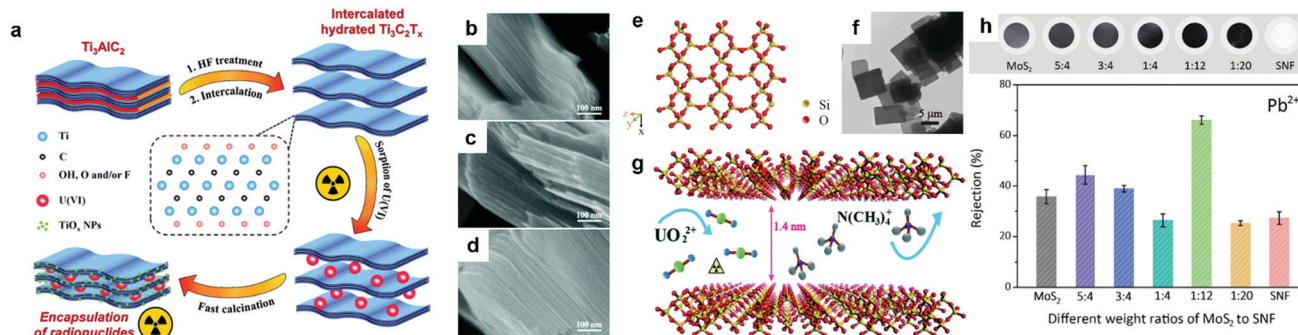 a
Ti₃AlC₂
1. HF treatment
2. Intercalation
Intercalated
hydrated Ti₃C₂Tₓ
Ti
C
OH, O and/or F
U(VI)
TiOₓ NPs
Sorption of U(VI)
Fast calcination
Encapsulation
of radionuclides
b
100 nm
c
100 nm
d
100 nm
e
z
y
x
Si
O
f
5 μm
g
UO₂²⁺
1.4 nm
N(CH₃)₄⁺
h
MoS₂ 5:4 3:4 1:4 1:12 1:20 SNF
Pb²⁺
Rejection (%)
80
60
40
20
0
MoS₂ 5:4 3:4 1:4 1:12 1:20 SNF
Different weight ratios of MoS₂ to SNF